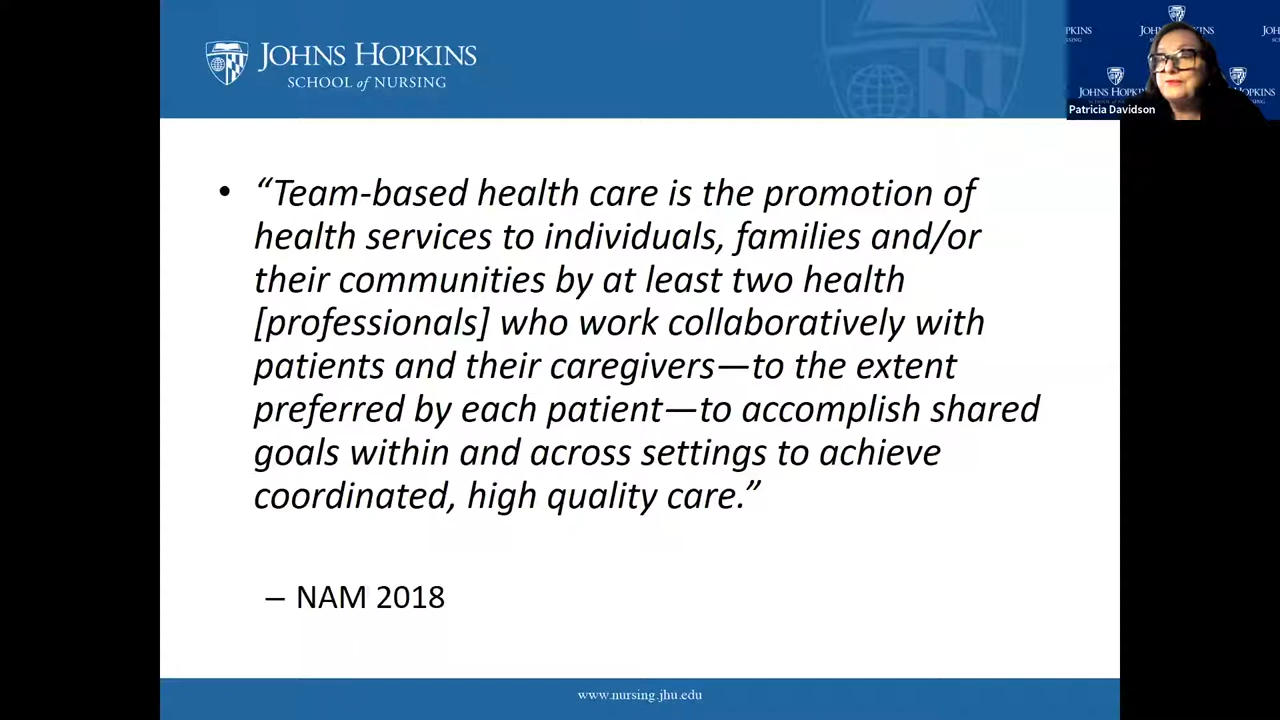 JOHNS HOPKINS
SCHOOL of NURSING
• “Team-based health care is the promotion of
health services to individuals, families and/or
their communities by at least two health
[professionals] who work collaboratively with
patients and their caregivers—to the extent
preferred by each patient—to accomplish shared
goals within and across settings to achieve
coordinated, high quality care.”
– NAM 2018
www.nursing.jhu.edu
JOHNS HOPKINS
Patricia Davidson